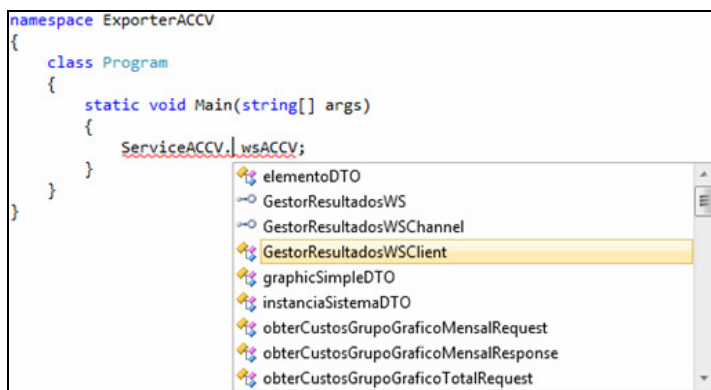 namespace ExporterACCV
{
class Program
{
static void Main(string[] args)
{
ServiceACCV. wsACCV;
}
}
}
elementoDTO
GestorResultadosWS
GestorResultadosWSChannel
GestorResultadosWSClient
graphicSimpleDTO
instanciaSistemaDTO
obterCustosGrupoGraficoMensalRequest
obterCustosGrupoGraficoMensalResponse
obterCustosGrupoGraficoTotalRequest